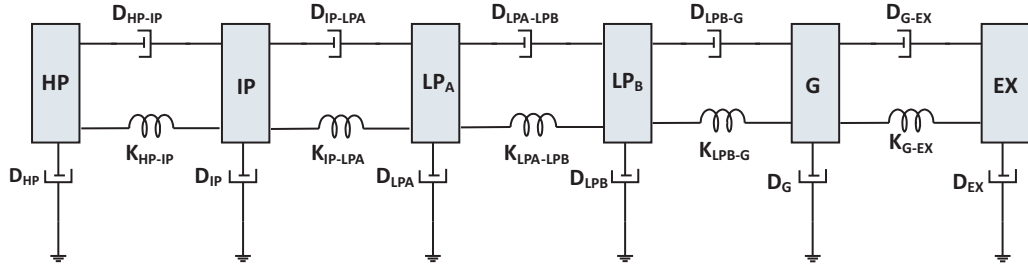 D_HP-IP D_IP-LPA D_LPA-LPB D_LPB-G D_G-EX
HP IP LP_A LP_B G EX
K_HP-IP K_IP-LPA K_LPA-LPB K_LPB-G K_G-EX
D_HP D_IP D_LPA D_LPB D_G D_EX